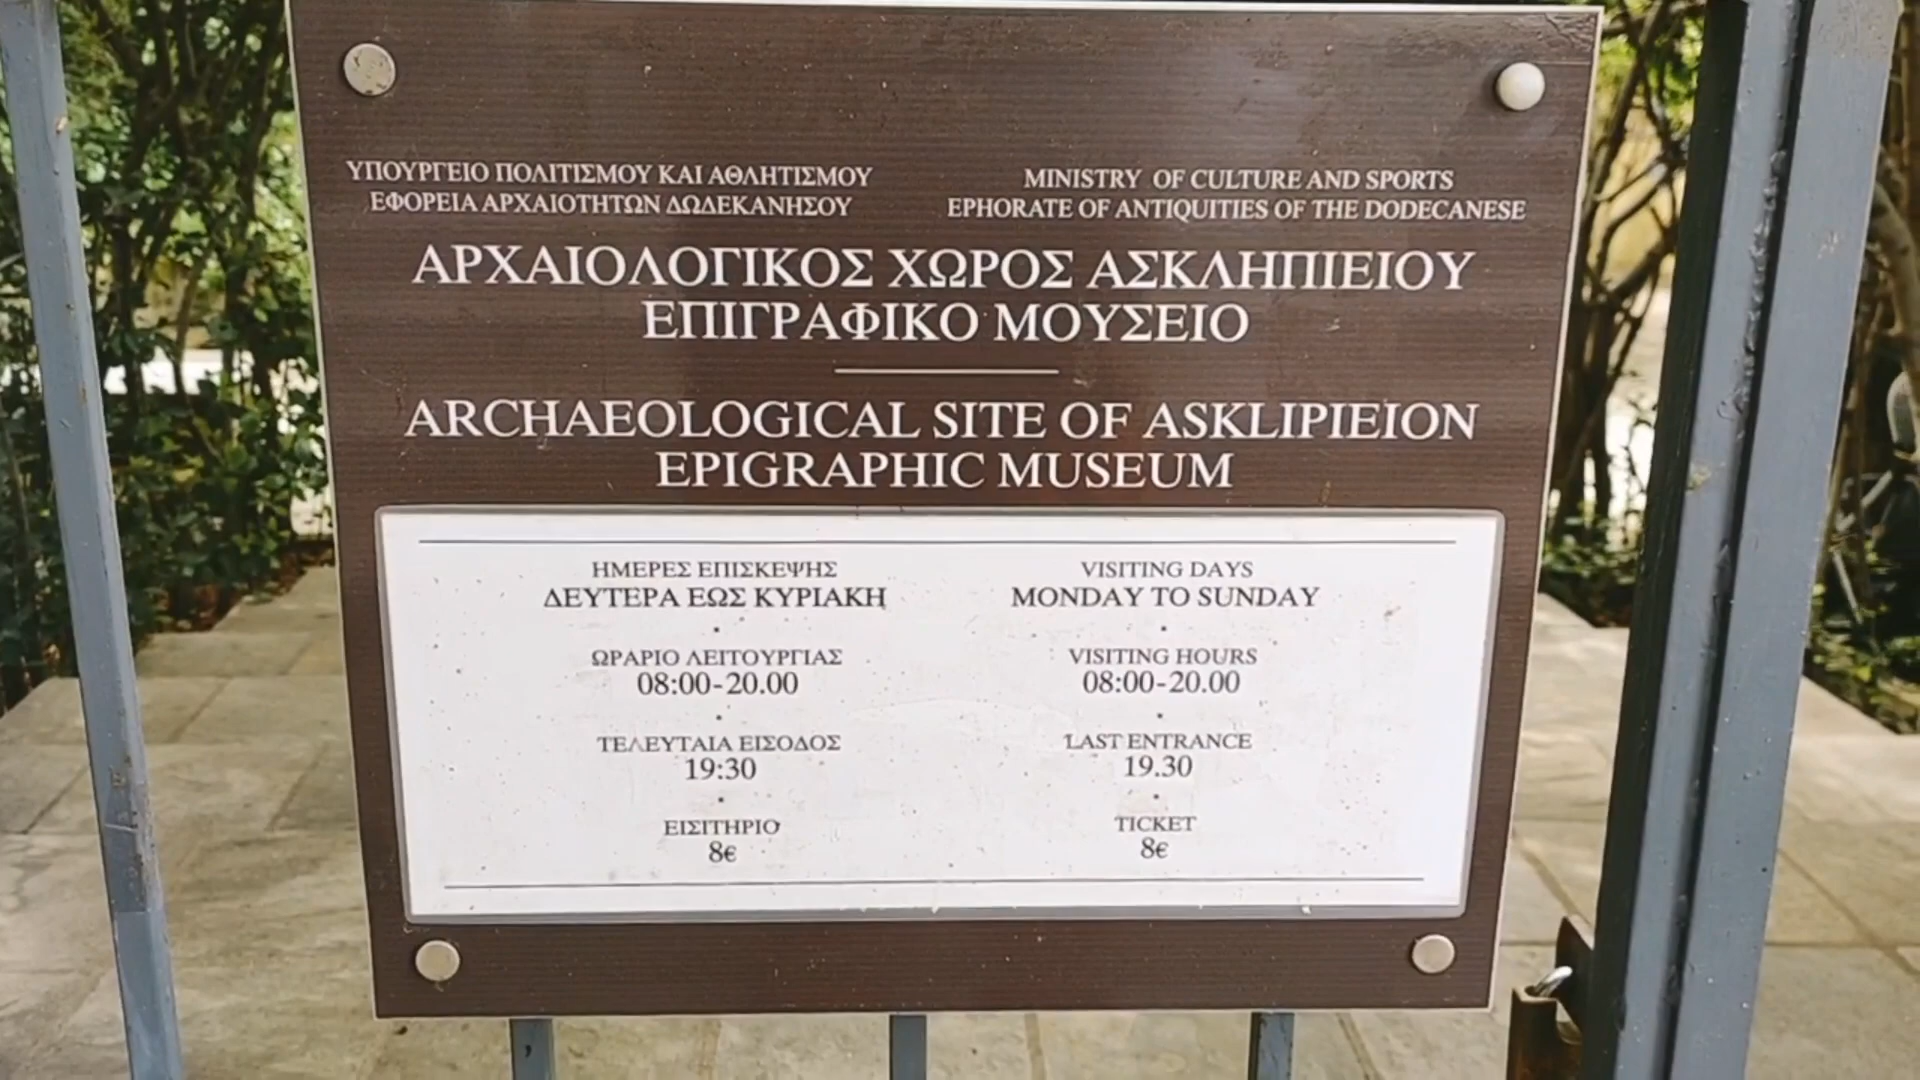 ΥΠΟΥΡΓΕΙΟ ΠΟΛΙΤΙΣΜΟΥ ΚΑΙ ΑΘΛΗΤΙΣΜΟΥ
ΕΦΟΡΕΙΑ ΑΡΧΑΙΟΤΗΤΩΝ ΔΩΔΕΚΑΝΗΣΟΥ
MINISTRY OF CULTURE AND SPORTS
EPHORATE OF ANTIQUITIES OF THE DODECANESE
ΑΡΧΑΙΟΛΟΓΙΚΟΣ ΧΩΡΟΣ ΑΣΚΛΗΠΙΕΙΟΥ
ΕΠΙΓΡΑΦΙΚΟ ΜΟΥΣΕΙΟ
ARCHAEOLOGICAL SITE OF ASKLIPIEION
EPIGRAPHIC MUSEUM
ΗΜΕΡΕΣ ΕΠΙΣΚΕΨΗΣ
ΔΕΥΤΕΡΑ ΕΩΣ ΚΥΡΙΑΚΗ
ΩΡΑΡΙΟ ΛΕΙΤΟΥΡΓΙΑΣ
08:00-20.00
ΤΕΛΕΥΤΑΙΑ ΕΙΣΟΔΟΣ
19:30
ΕΙΣΙΤΗΡΙΟ
8€
VISITING DAYS
MONDAY TO SUNDAY
VISITING HOURS
08:00-20.00
LAST ENTRANCE
19.30
TICKET
8€